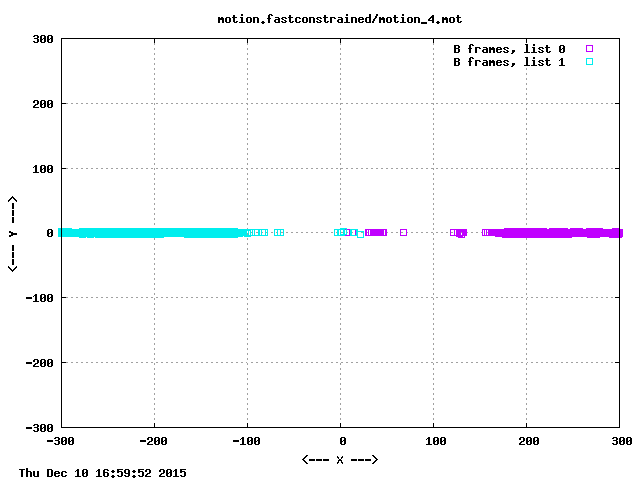 motion.fastconstrained/motion_4.mot
B frames, list 0
B frames, list 1
300
200
100
0
-100
-200
-300
<--- Y --->
-300 -200 -100 0 100 200 300
<--- X --->
Thu Dec 10 16:59:52 2015